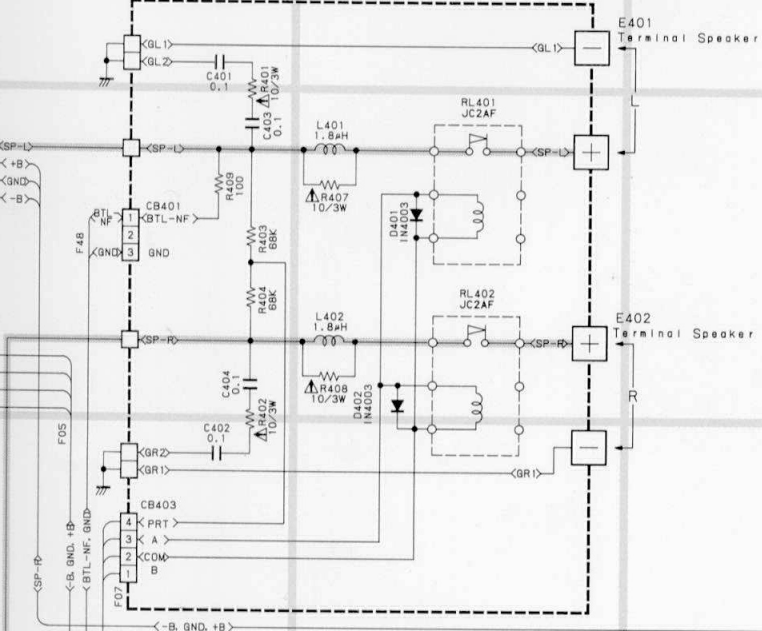 E401
Terminal Speaker
<GL1>
<GL1>
—
<GL2>
C401
0.1
R401
10/3W
C403
0.1
L
L401
1.8μH
RL401
JC2AF
<SP-L>
<SP-L>
<SP-L>
+
<+B>
<GND>
<-B>
R409
100
R407
10/3W
CB401
BTL
NF
1
<BTL-NF>
2
<GND>
3
GND
F48
R403
68K
D401
1N4003
R404
68K
L402
1.8μH
RL402
JC2AF
E402
Terminal Speaker
<SP-R>
<SP-R>
+
C404
0.1
R408
10/3W
D402
1N4003
R
R402
10/3W
C402
0.1
F05
<GR2>
<GR1>
<GR1>
—
CB403
4
<PRT>
3
<A>
2
<COM>
1
B
F07
<SP-R>
<-B. GND. +B>
<BTL-NF. GND>
<-B. GND. +B>